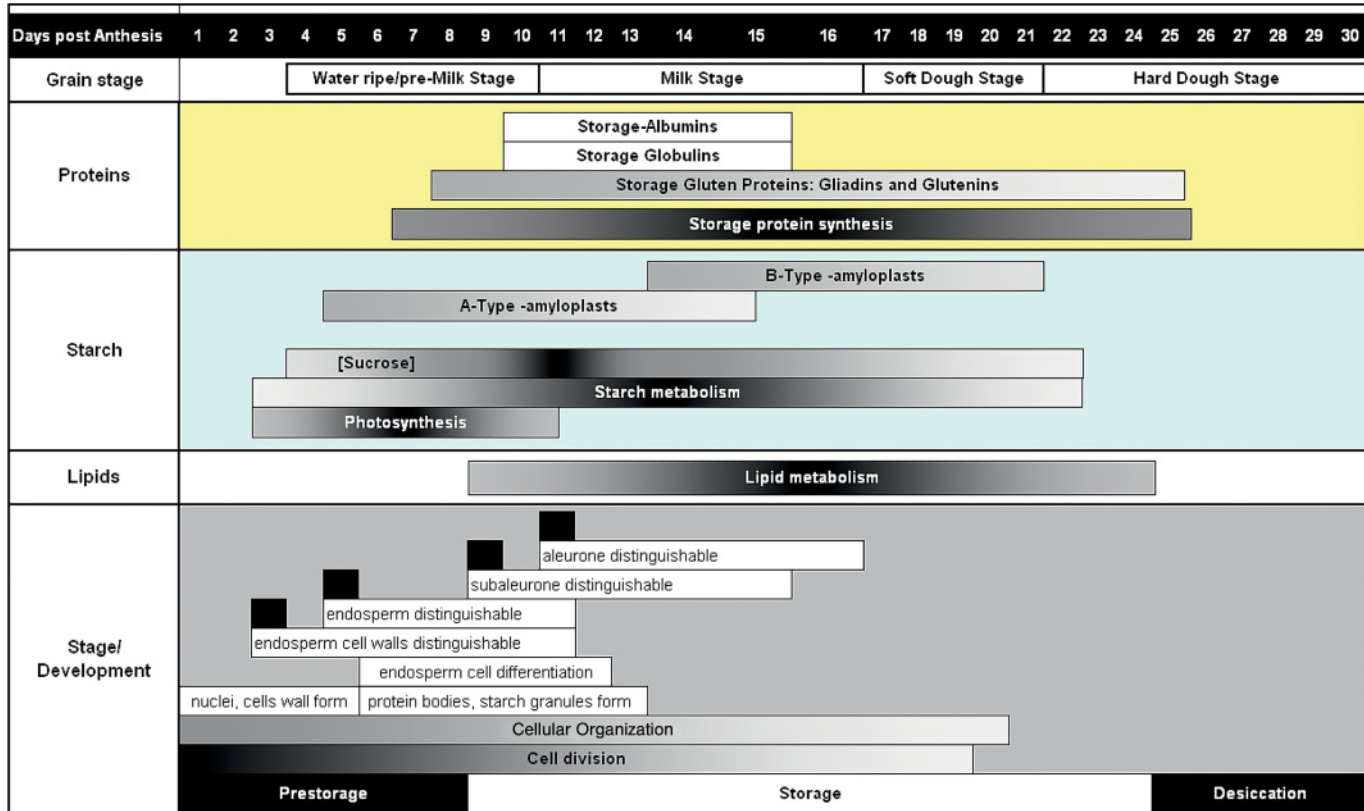 Days post Anthesis 1 2 3 4 5 6 7 8 9 10 11 12 13 14 15 16 17 18 19 20 21 22 23 24 25 26 27 28 29 30
Grain stage Water ripe/pre-Milk Stage Milk Stage Soft Dough Stage Hard Dough Stage
Proteins
Storage-Albumins
Storage Globulins
Storage Gluten Proteins: Gliadins and Glutenins
Storage protein synthesis
Starch
B-Type -amyloplasts
A-Type -amyloplasts
[Sucrose]
Starch metabolism
Photosynthesis
Lipids
Lipid metabolism
Stage/
Development
aleurone distinguishable
subaleurone distinguishable
endosperm distinguishable
endosperm cell walls distinguishable
endosperm cell differentiation
nuclei, cells wall form protein bodies, starch granules form
Cellular Organization
Cell division
Prestorage Storage Desiccation